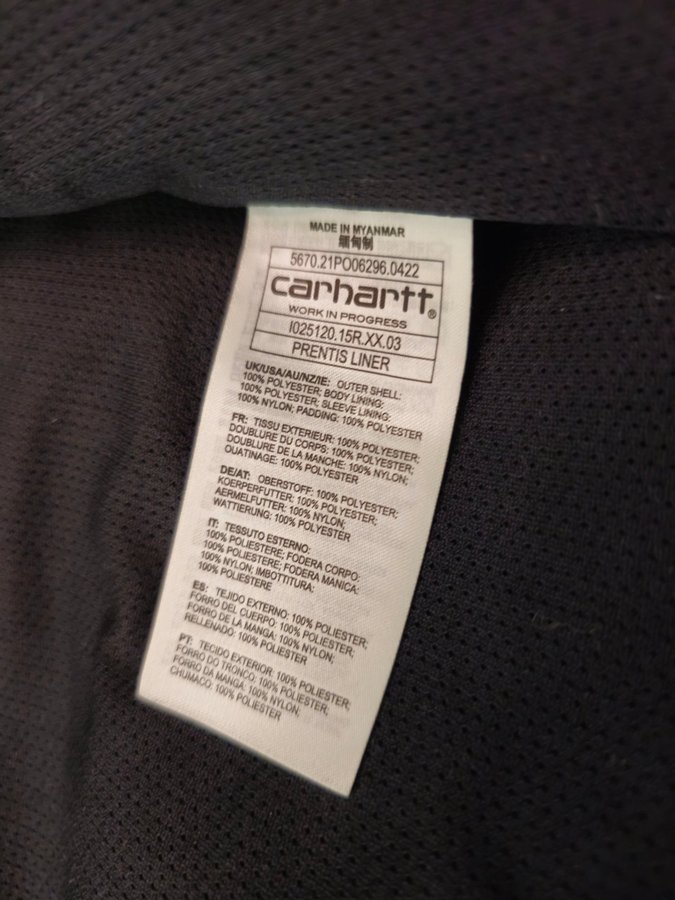 MADE IN MYANMAR
缅甸制
5670.21PO06296.0422
carhartt®
WORK IN PROGRESS
I025120.15R.XX.03
PRENTIS LINER
UK/USA/AU/NZ/IE: OUTER SHELL:
100% POLYESTER; BODY LINING:
100% POLYESTER; SLEEVE LINING:
100% NYLON; PADDING: 100% POLYESTER
FR: TISSU EXTERIEUR: 100% POLYESTER;
DOUBLURE DU CORPS: 100% POLYESTER;
DOUBLURE DE LA MANCHE: 100% NYLON;
OUATINAGE: 100% POLYESTER
DE/AT: OBERSTOFF: 100% POLYESTER;
KOERPERFUTTER: 100% POLYESTER;
AERMELFUTTER: 100% NYLON;
WATTIERUNG: 100% POLYESTER
IT: TESSUTO ESTERNO:
100% POLIESTERE; FODERA CORPO:
100% POLIESTERE; FODERA MANICA:
100% NYLON; IMBOTTITURA:
100% POLIESTERE
ES: TEJIDO EXTERNO: 100% POLIESTER;
FORRO DEL CUERPO: 100% POLIESTER;
FORRO DE LA MANGA: 100% NYLON;
RELLENADO: 100% POLIESTER
PT: TECIDO EXTERIOR: 100% POLIESTER;
FORRO DO TRONCO: 100% POLIESTER;
FORRO DA MANGA: 100% NYLON;
CHUMACO: 100% POLIESTER